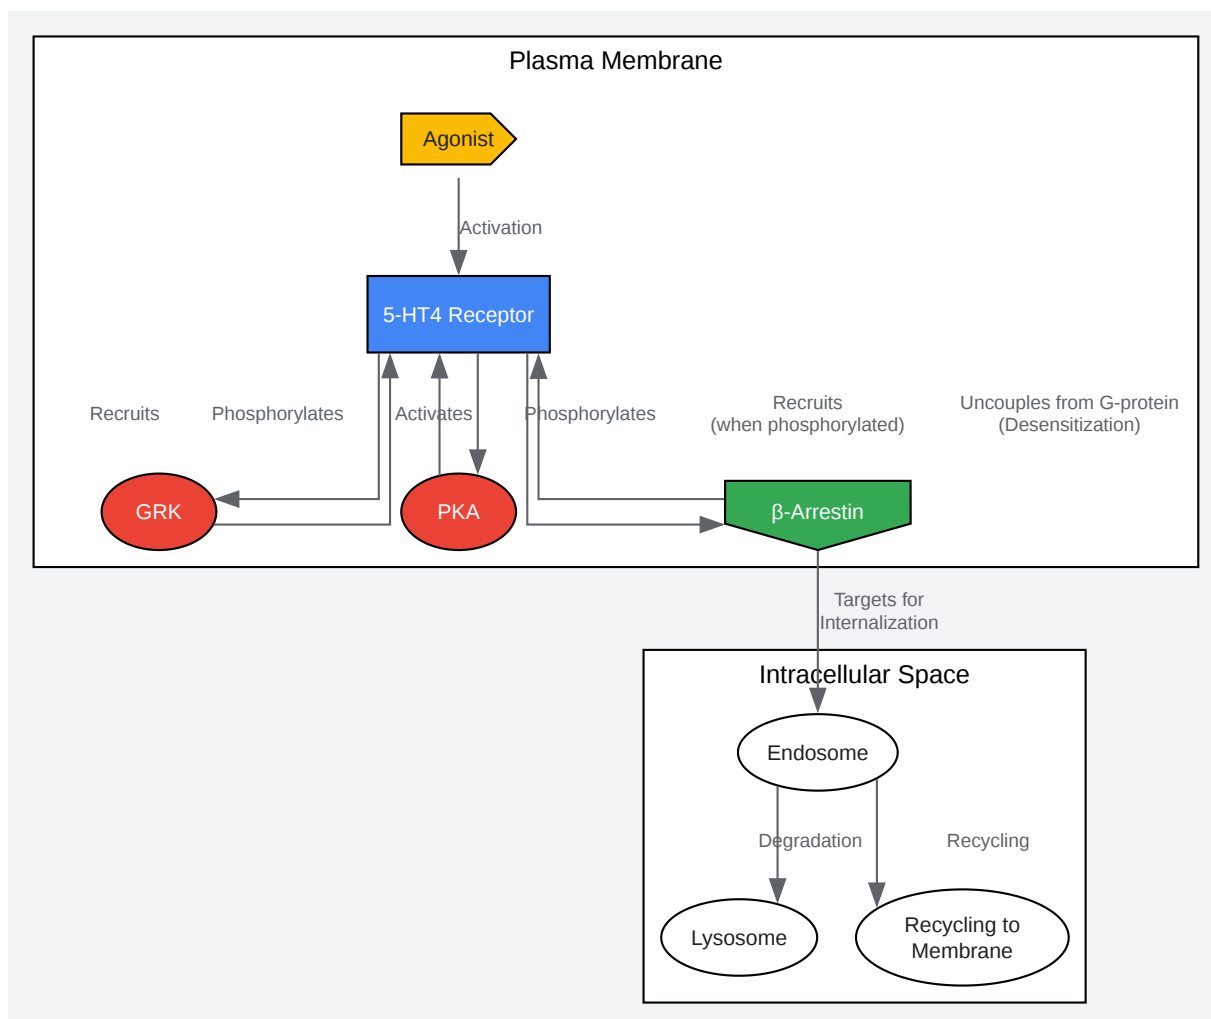 Plasma Membrane
Agonist
Activation
5-HT4 Receptor
Recruits
Phosphorylates
Activates
Phosphorylates
Recruits
(when phosphorylated)
Uncouples from G-protein
(Desensitization)
GRK
PKA
β-Arrestin
Targets for
Internalization
Intracellular Space
Endosome
Degradation
Recycling
Lysosome
Recycling to
Membrane